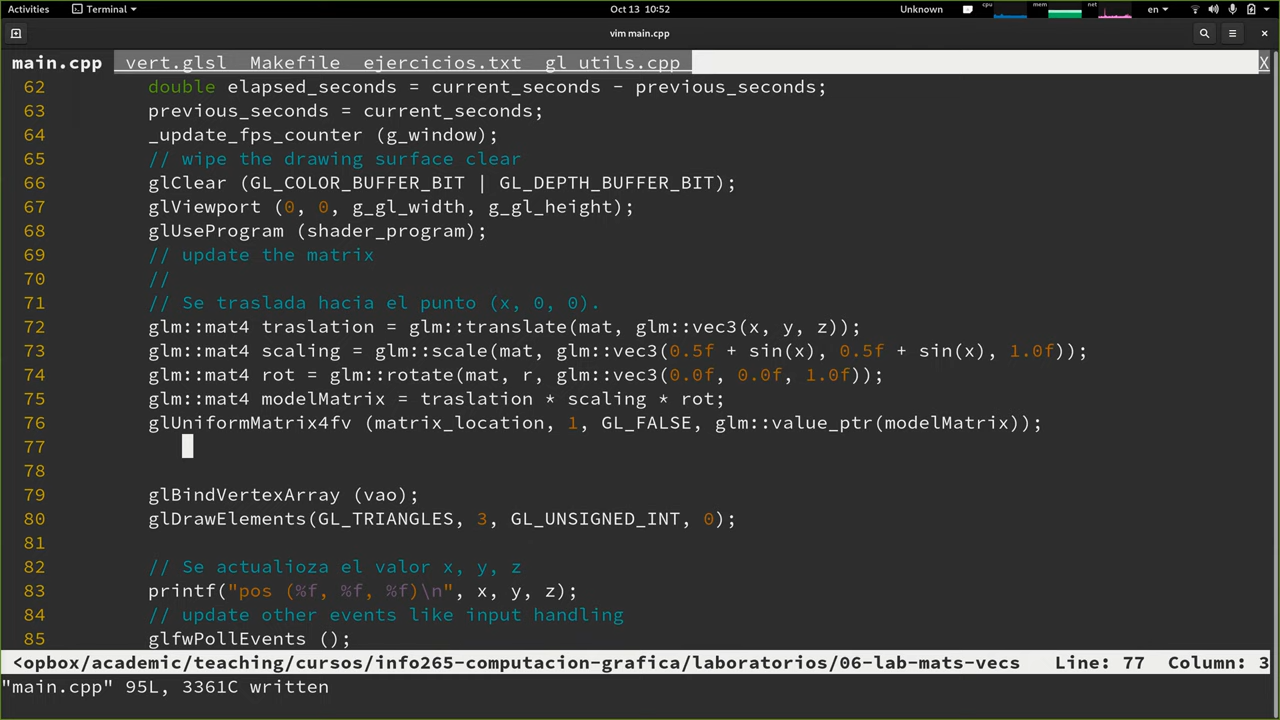 Activities Terminal Oct 13 10:52 Unknown cpu mem net en
vim main.cpp
main.cpp vert.glsl Makefile ejercicios.txt gl_utils.cpp X
62 double elapsed_seconds = current_seconds - previous_seconds;
63 previous_seconds = current_seconds;
64 _update_fps_counter (g_window);
65 // wipe the drawing surface clear
66 glClear (GL_COLOR_BUFFER_BIT | GL_DEPTH_BUFFER_BIT);
67 glViewport (0, 0, g_gl_width, g_gl_height);
68 glUseProgram (shader_program);
69 // update the matrix
70 //
71 // Se traslada hacia el punto (x, 0, 0).
72 glm::mat4 traslation = glm::translate(mat, glm::vec3(x, y, z));
73 glm::mat4 scaling = glm::scale(mat, glm::vec3(0.5f + sin(x), 0.5f + sin(x), 1.0f));
74 glm::mat4 rot = glm::rotate(mat, r, glm::vec3(0.0f, 0.0f, 1.0f));
75 glm::mat4 modelMatrix = traslation * scaling * rot;
76 glUniformMatrix4fv (matrix_location, 1, GL_FALSE, glm::value_ptr(modelMatrix));
77
78
79 glBindVertexArray (vao);
80 glDrawElements(GL_TRIANGLES, 3, GL_UNSIGNED_INT, 0);
81
82 // Se actualioza el valor x, y, z
83 printf("pos (%f, %f, %f)\n", x, y, z);
84 // update other events like input handling
85 glfwPollEvents ();
<opbox/academic/teaching/cursos/info265-computacion-grafica/laboratorios/06-lab-mats-vecs Line: 77 Column: 3
"main.cpp" 95L, 3361C written